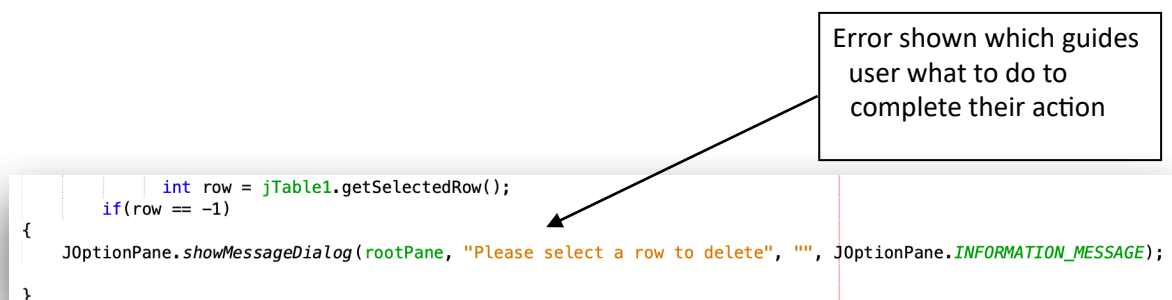 Error shown which guides
user what to do to
complete their action
int row = jTable1.getSelectedRow();
if(row == -1)
{
JOptionPane.showMessageDialog(rootPane, "Please select a row to delete", "", JOptionPane.INFORMATION_MESSAGE);
}